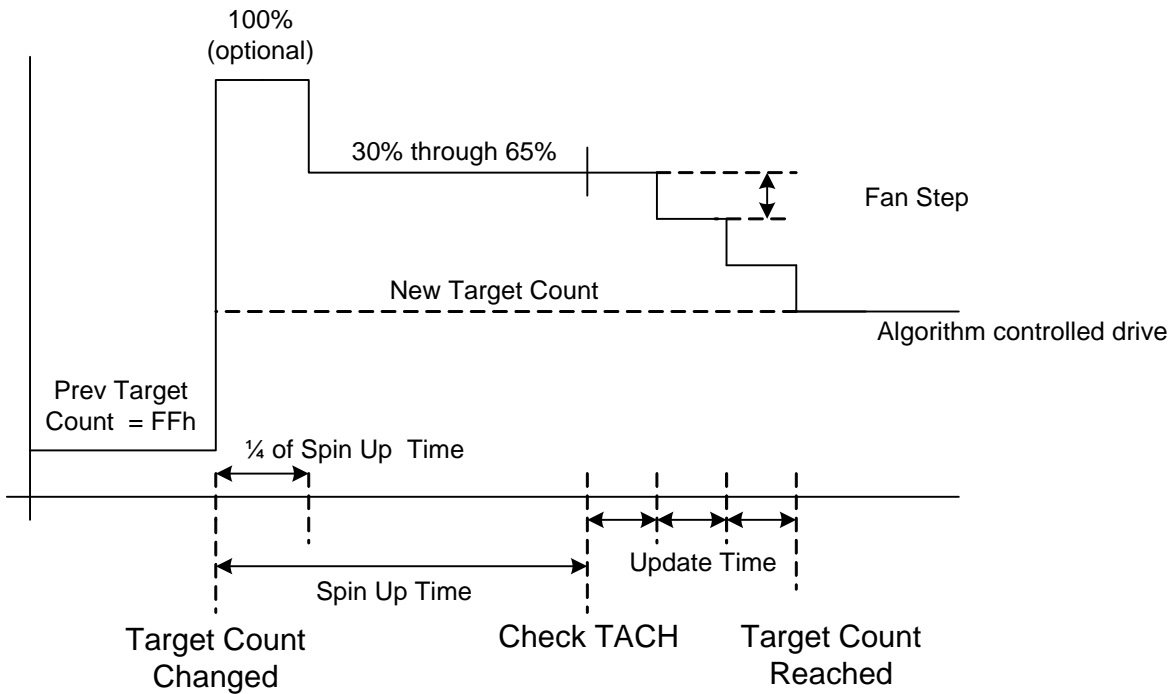 100%
(optional)
30% through 65%
Fan Step
New Target Count
Algorithm controlled drive
Prev Target
Count = FFh
¼ of Spin Up Time
Update Time
Spin Up Time
Target Count
Changed
Check TACH
Target Count
Reached